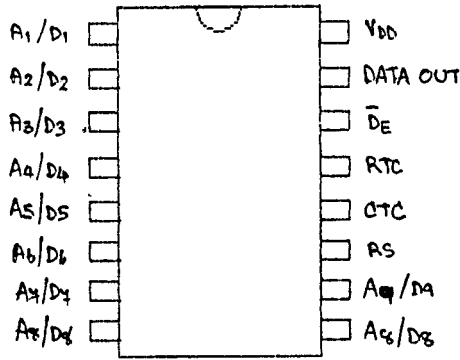 A1/D1
A2/D2
A3/D3
A4/D4
A5/D5
A6/D6
A7/D7
A8/D8
VDD
DATA OUT
D̅E
RTC
CTC
RS
A9/D9
A8/D8